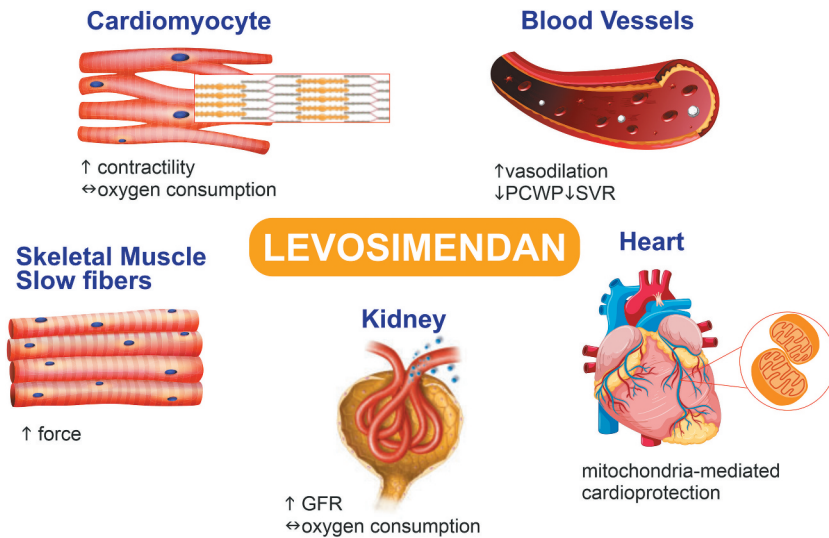 Cardiomyocyte
↑ contractility
↔oxygen consumption
Blood Vessels
↑vasodilation
↓PCWP↓SVR
LEVOSIMENDAN
Skeletal Muscle
Slow fibers
↑ force
Kidney
↑ GFR
↔oxygen consumption
Heart
mitochondria-mediated
cardioprotection